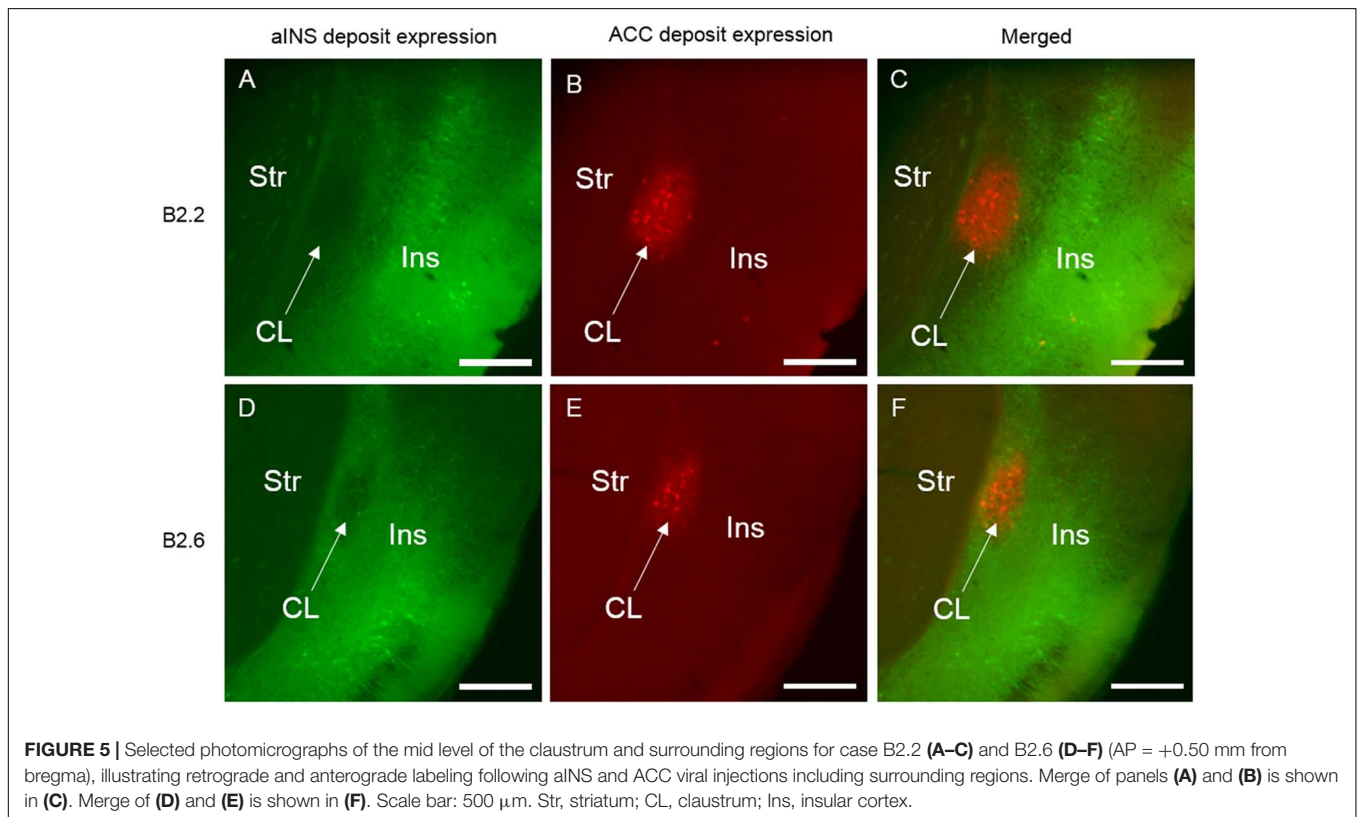 aINS deposit expression ACC deposit expression Merged
A B C
Str Str Str
B2.2
Ins Ins Ins
CL CL CL
D E F
Str Str Str
B2.6
Ins Ins Ins
CL CL CL
FIGURE 5 | Selected photomicrographs of the mid level of the claustrum and surrounding regions for case B2.2 (A–C) and B2.6 (D–F) (AP = +0.50 mm from
bregma), illustrating retrograde and anterograde labeling following aINS and ACC viral injections including surrounding regions. Merge of panels (A) and (B) is shown
in (C). Merge of (D) and (E) is shown in (F). Scale bar: 500 μm. Str, striatum; CL, claustrum; Ins, insular cortex.